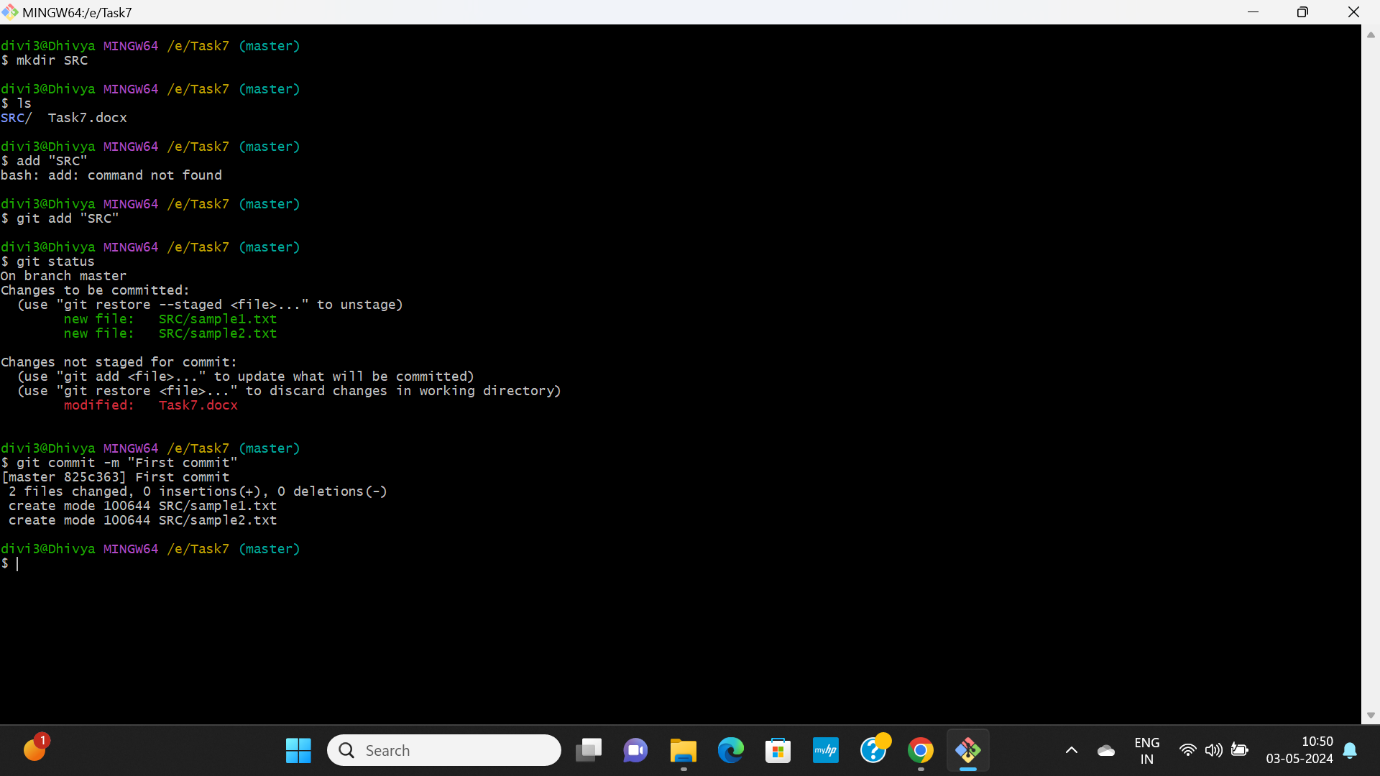 MINGW64:/e/Task7
divi3@Dhivya MINGW64 /e/Task7 (master)
$ mkdir SRC
divi3@Dhivya MINGW64 /e/Task7 (master)
$ ls
SRC/  Task7.docx
divi3@Dhivya MINGW64 /e/Task7 (master)
$ add "SRC"
bash: add: command not found
divi3@Dhivya MINGW64 /e/Task7 (master)
$ git add "SRC"
divi3@Dhivya MINGW64 /e/Task7 (master)
$ git status
On branch master
Changes to be committed:
  (use "git restore --staged <file>..." to unstage)
        new file:   SRC/sample1.txt
        new file:   SRC/sample2.txt
Changes not staged for commit:
  (use "git add <file>..." to update what will be committed)
  (use "git restore <file>..." to discard changes in working directory)
        modified:   Task7.docx
divi3@Dhivya MINGW64 /e/Task7 (master)
$ git commit -m "First commit"
[master 825c363] First commit
 2 files changed, 0 insertions(+), 0 deletions(-)
 create mode 100644 SRC/sample1.txt
 create mode 100644 SRC/sample2.txt
divi3@Dhivya MINGW64 /e/Task7 (master)
$
1
Search
myhp
?
ENG
IN
10:50
03-05-2024